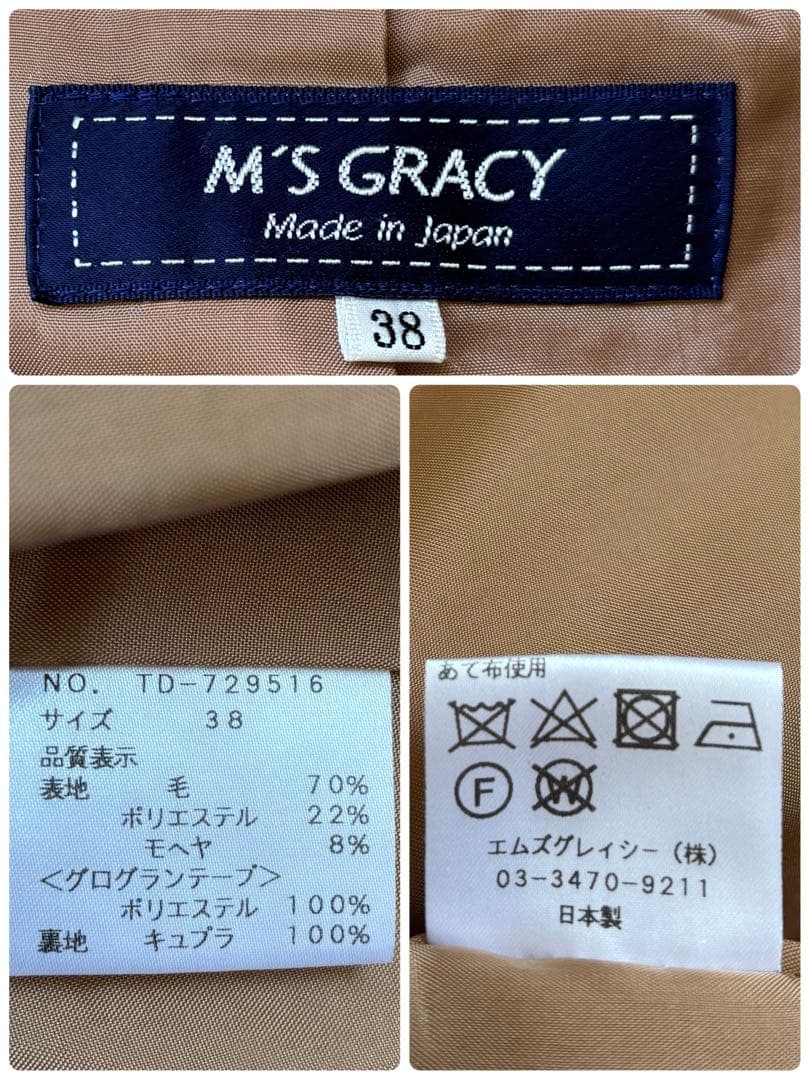 M'S GRACY
Made in Japan
38
NO. TD-729516
サイズ 38
品質表示
表地 毛 70%
ポリエステル 22%
モヘヤ 8%
<グログランテープ>
ポリエステル 100%
裏地 キュプラ 100%
あて布使用
F W
エムズグレイシー(株)
03-3470-9211
日本製